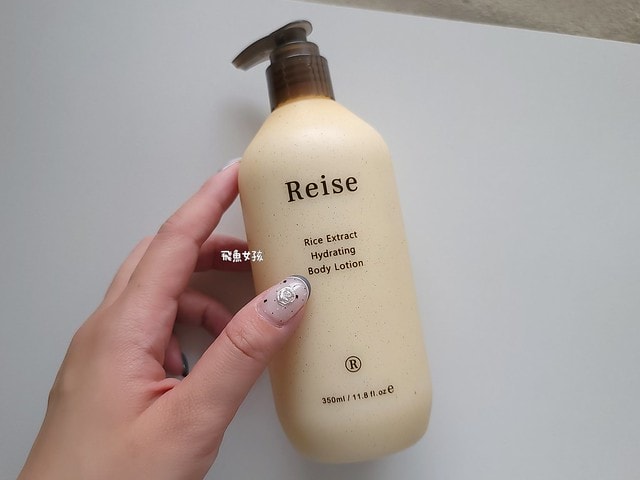 Reise
Rice Extract
Hydrating
Body Lotion
飛魚女孩
®
350ml / 11.8 fl.oz ℮